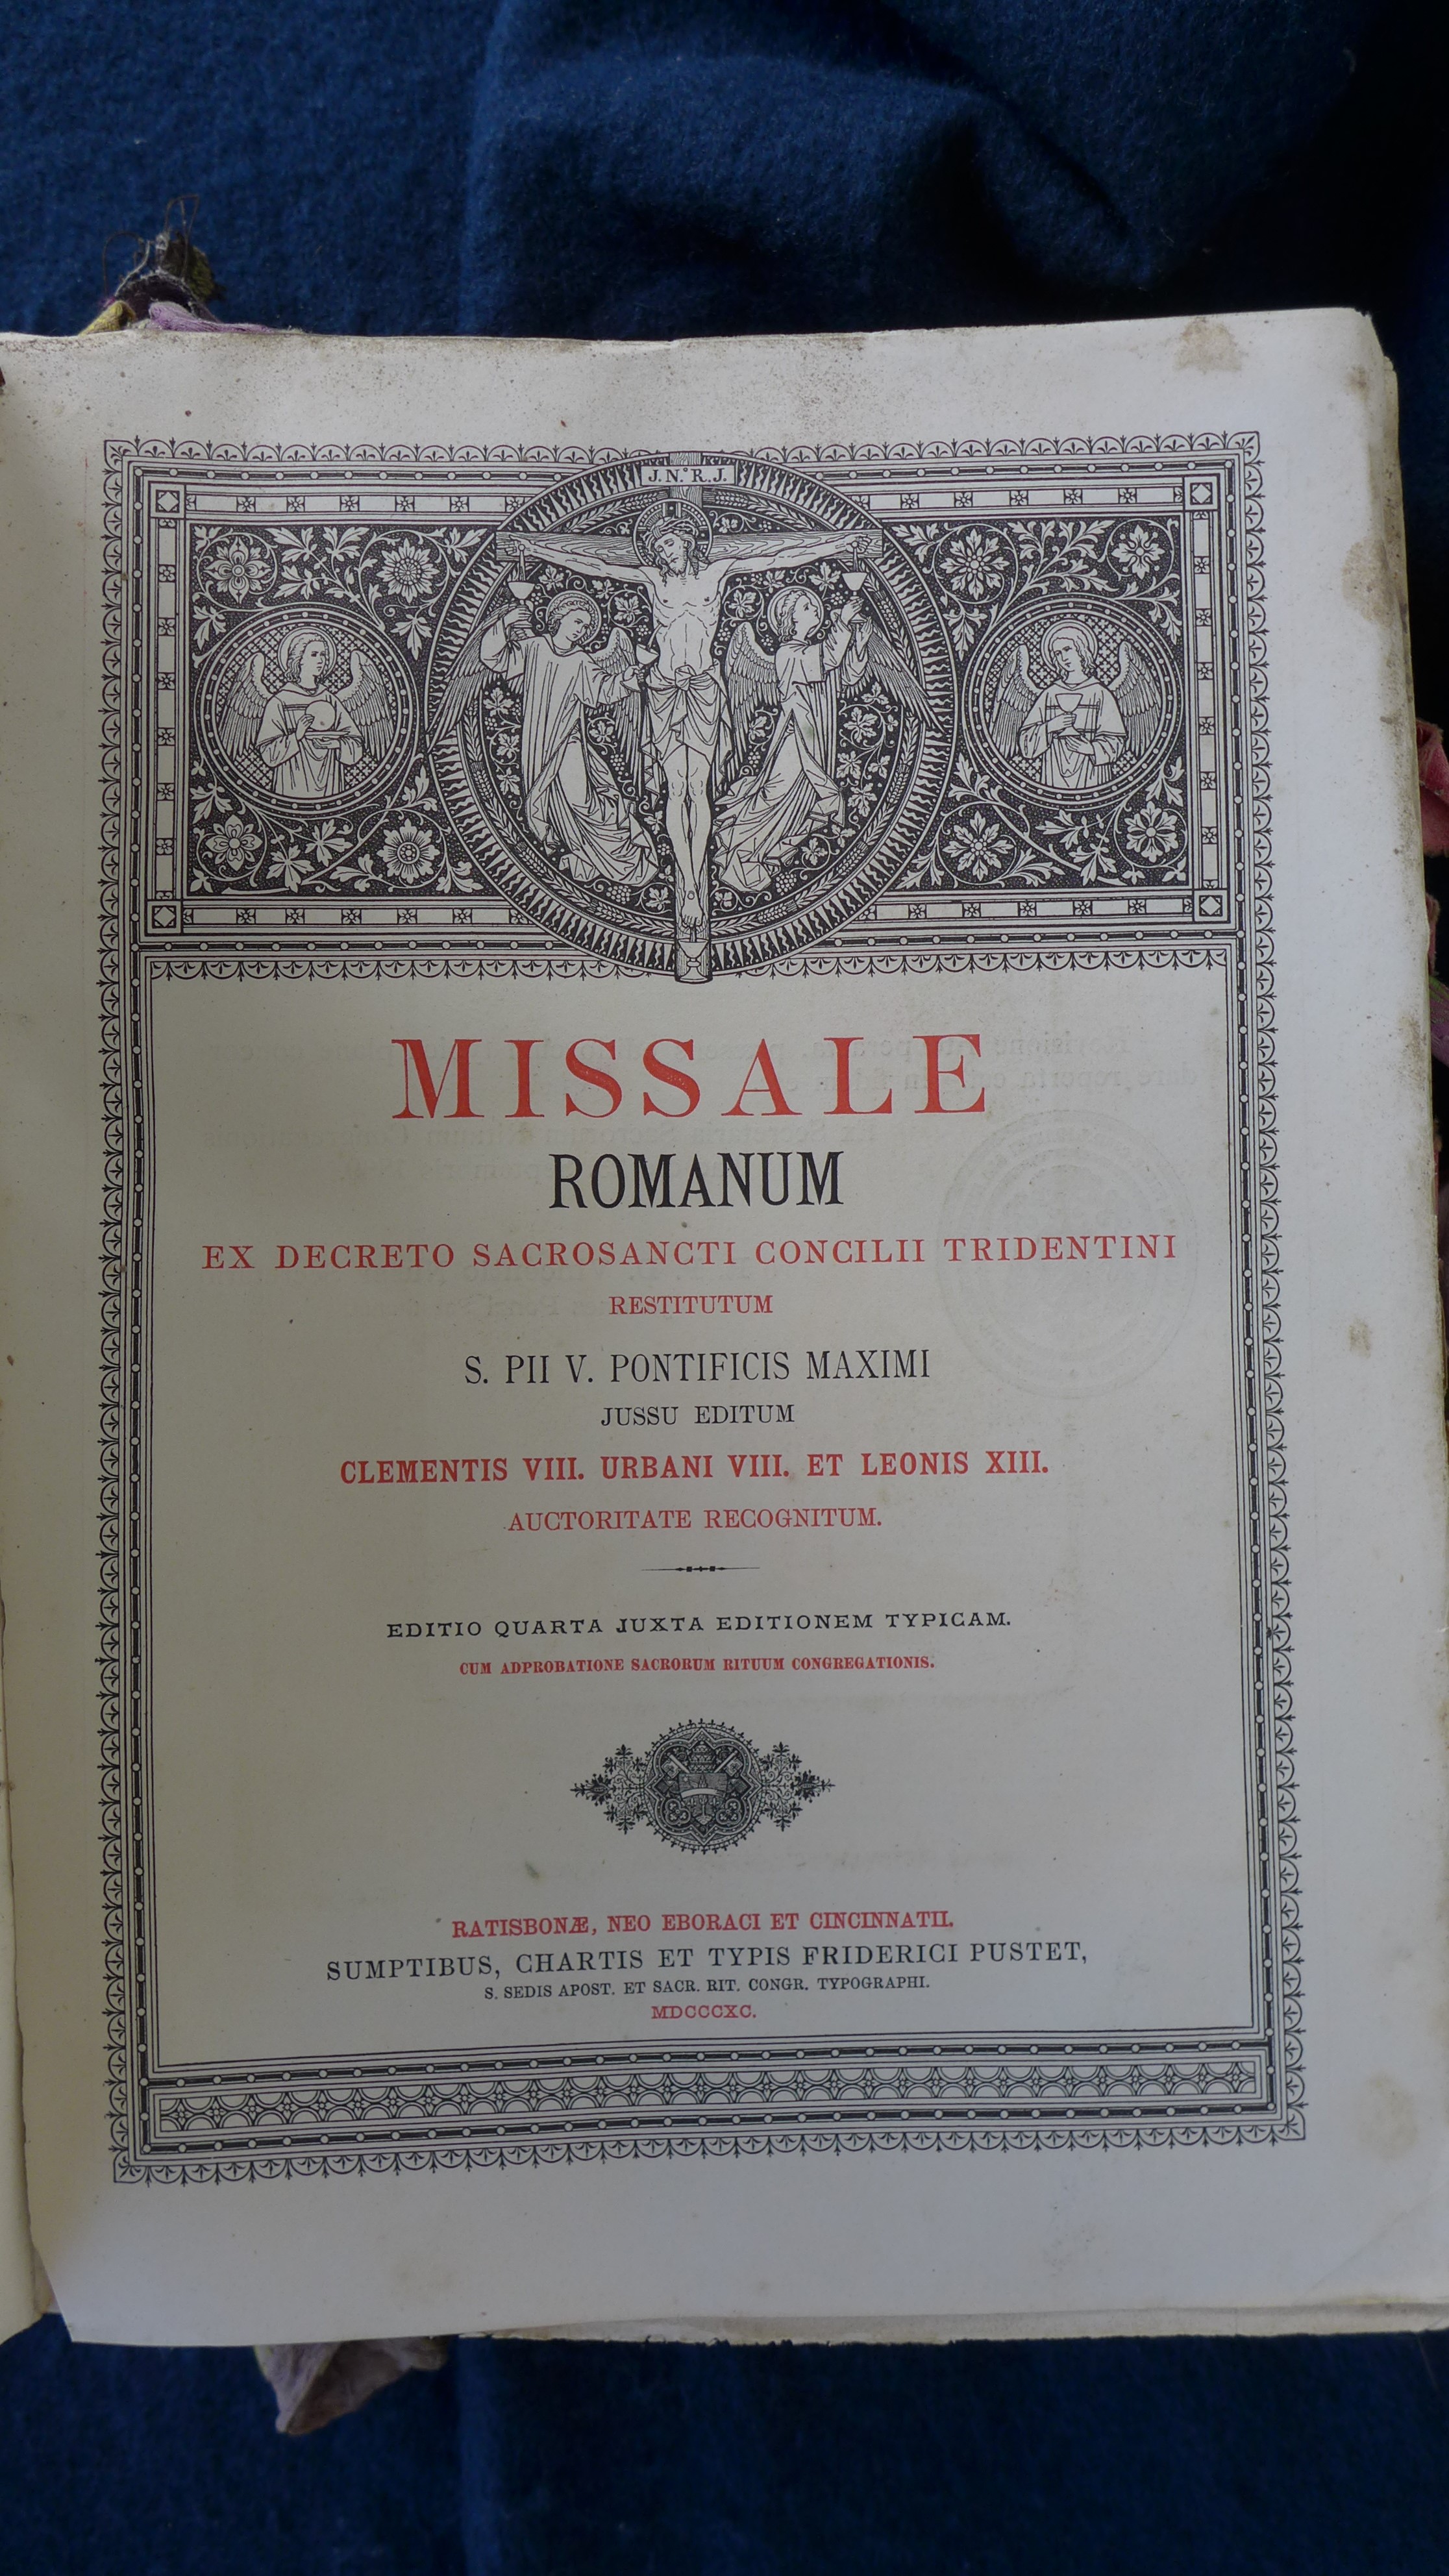 J. N. R. J.
MISSALE
ROMANUM
EX DECRETO SACROSANCTI CONCILII TRIDENTINI
RESTITUTUM
S. PII V. PONTIFICIS MAXIMI
JUSSU EDITUM
CLEMENTIS VIII. URBANI VIII. ET LEONIS XIII.
AUCTORITATE RECOGNITUM.
EDITIO QUARTA JUXTA EDITIONEM TYPICAM.
CUM ADPROBATIONE SACRORUM RITUUM CONGREGATIONIS.
RATISBONÆ, NEO EBORACI ET CINCINNATII.
SUMPTIBUS, CHARTIS ET TYPIS FRIDERICI PUSTET,
S. SEDIS APOST. ET SACR. RIT. CONGR. TYPOGRAPHI.
MDCCCXC.